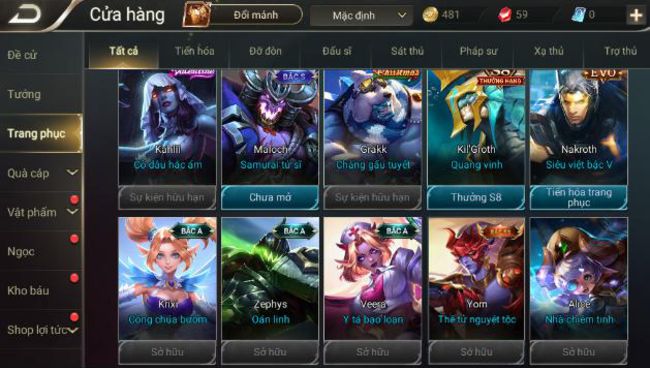 Cửa hàng
Đổi mảnh
Mặc định
481
59
0
Đề cử
Tướng
Trang phục
Quà cáp
Vật phẩm
Ngọc
Kho báu
Shop lợi tức
Tất cả
Tiến hóa
Đỡ đòn
Đấu sĩ
Sát thủ
Pháp sư
Xạ thủ
Trợ thủ
Kahlii
Cô dâu hắc ám
Sự kiện hữu hạn
BẬC S
Maloch
Samurai tử sĩ
Chưa mở
Grakk
Chàng gấu tuyết
Sự kiện hữu hạn
THƯỞNG HẠNG
Kil'Groth
Quang vinh
Thưởng S8
EVO
Nakroth
Siêu việt bậc V
Tiến hóa trang
phục
BẬC A
Krixi
Công chúa bướm
Sở hữu
BẬC A
Zephys
Oán linh
Sở hữu
BẬC A
Veera
Y tá bạo loạn
Sở hữu
Yorn
Thế tử nguyệt tộc
Sở hữu
Alice
Nhà chiêm tinh
Sở hữu